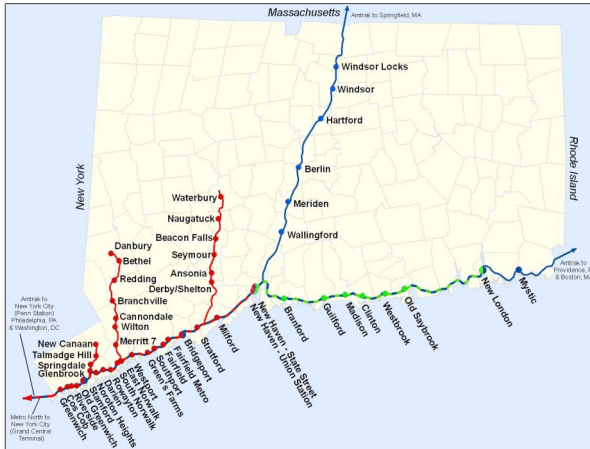 Massachusetts
Amtrak to Springfield, MA
Windsor Locks
Windsor
Hartford
Berlin
Meriden
Wallingford
New York
Rhode Island
Waterbury
Naugatuck
Beacon Falls
Seymour
Ansonia
Derby/Shelton
Danbury
Bethel
Redding
Branchville
Cannondale
Wilton
Merritt 7
New Canaan
Talmadge Hill
Springdale
Glenbrook
Amtrak to
New York City
(Penn Station)
Philadelphia, PA
& Washington, DC
Metro North to
New York City
(Grand Central
Terminal)
Greenwich
Cos Cob
Riverside
Old Greenwich
Stamford
Noroton Heights
Darien
Rowayton
South Norwalk
East Norwalk
Westport
Green's Farms
Southport
Fairfield
Fairfield Metro
Bridgeport
Stratford
Milford
New Haven - Union Station
New Haven - State Street
Branford
Guilford
Madison
Clinton
Westbrook
Old Saybrook
New London
Mystic
Amtrak to
Providence,
& Boston,